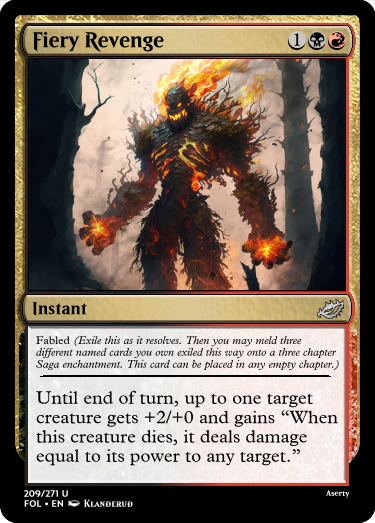 Fiery Revenge 1
Instant
Fabled (Exile this as it resolves. Then you may meld three
different named cards you own exiled this way onto a three chapter
Saga enchantment. This card can be placed in any empty chapter.)
Until end of turn, up to one target
creature gets +2/+0 and gains “When
this creature dies, it deals damage
equal to its power to any target.”
209/271 U Aserty
FOL • EN Klanderud